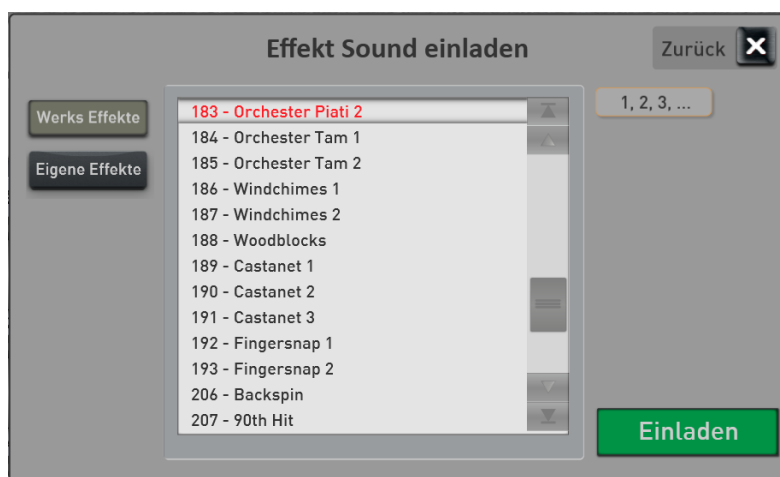 Effekt Sound einladen
Zurück
Werks Effekte
Eigene Effekte
183 - Orchester Piati 2
184 - Orchester Tam 1
185 - Orchester Tam 2
186 - Windchimes 1
187 - Windchimes 2
188 - Woodblocks
189 - Castanet 1
190 - Castanet 2
191 - Castanet 3
192 - Fingersnap 1
193 - Fingersnap 2
206 - Backspin
207 - 90th Hit
1, 2, 3, ...
Einladen